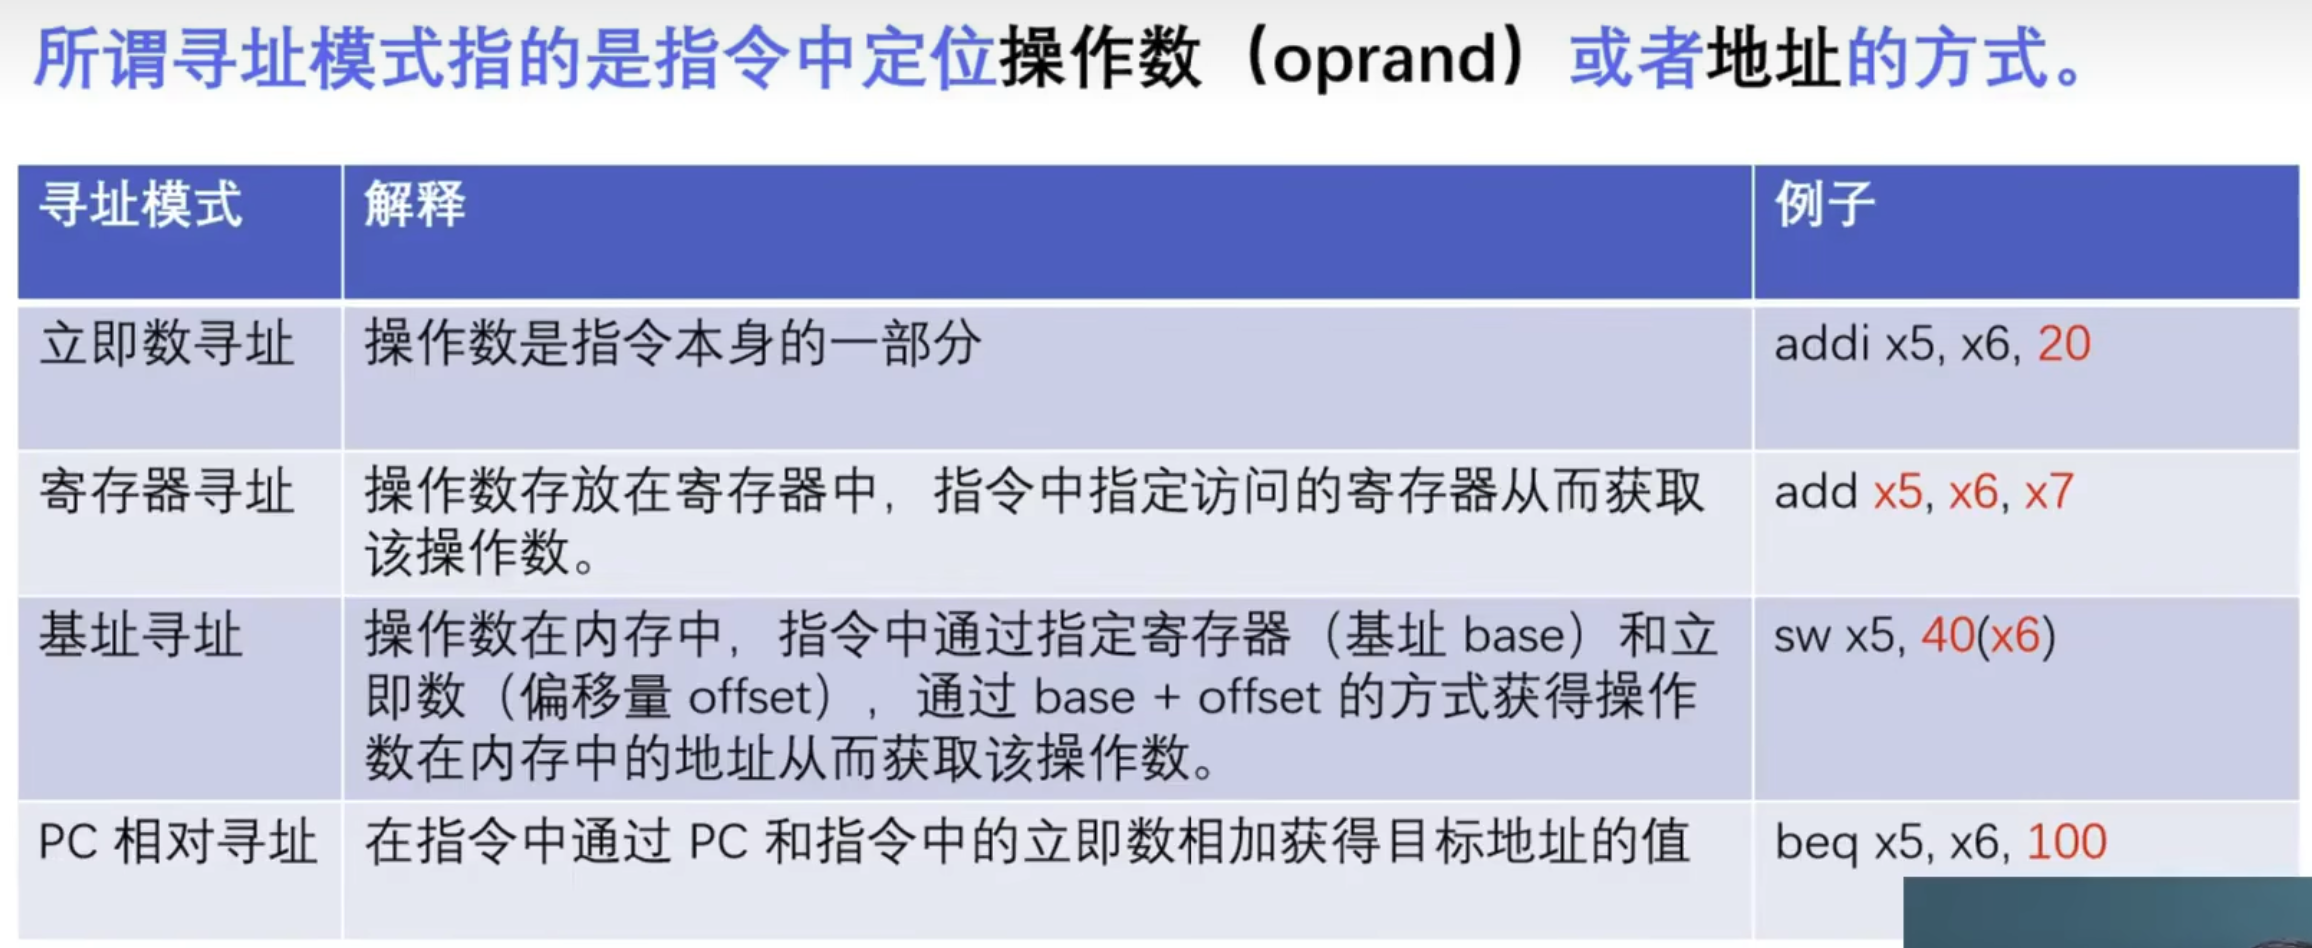 所谓寻址模式指的是指令中定位操作数（oprand）或者地址的方式。
寻址模式 解释 例子
立即数寻址 操作数是指令本身的一部分 addi x5, x6, 20
寄存器寻址 操作数存放在寄存器中，指令中指定访问的寄存器从而获取 add x5, x6, x7
该操作数。
基址寻址 操作数在内存中，指令中通过指定寄存器（基址 base）和立 sw x5, 40(x6)
即数（偏移量 offset），通过 base + offset 的方式获得操作
数在内存中的地址从而获取该操作数。
PC 相对寻址 在指令中通过 PC 和指令中的立即数相加获得目标地址的值 beq x5, x6, 100